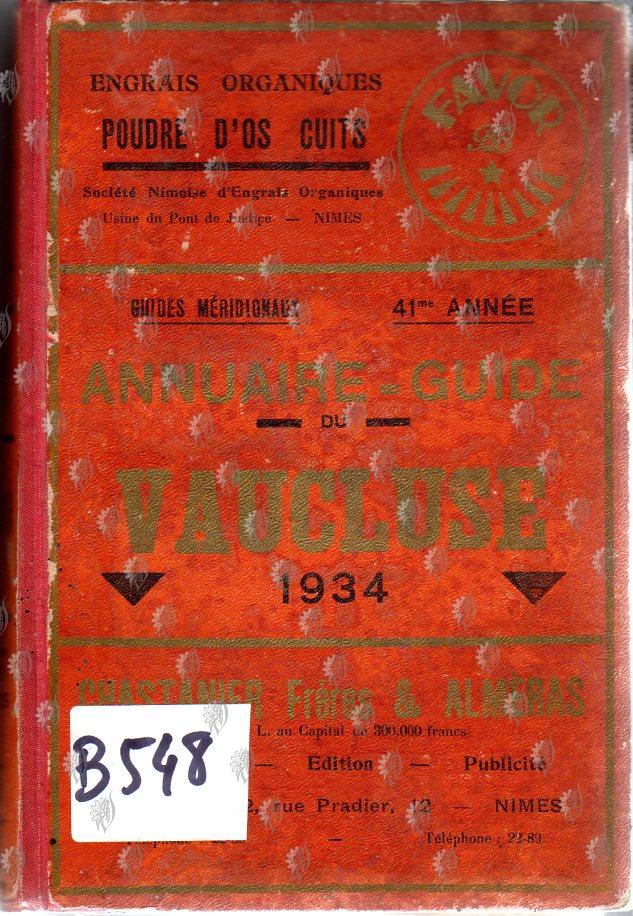 ENGRAIS ORGANIQUES
POUDRE D'OS CUITS
Société Nimoise d'Engrais Organiques
Usine du Pont de Justice — NIMES
FAVOR
GUIDES MÉRIDIONAUX
41me ANNÉE
ANNUAIRE-GUIDE
DU
VAUCLUSE
1934
CHASTANIER Frères & ALMÉRAS
L. au Capital de 300.000 francs
— Edition — Publicité
rue Pradier, 12 — NIMES
— Téléphone : 22-89
B548